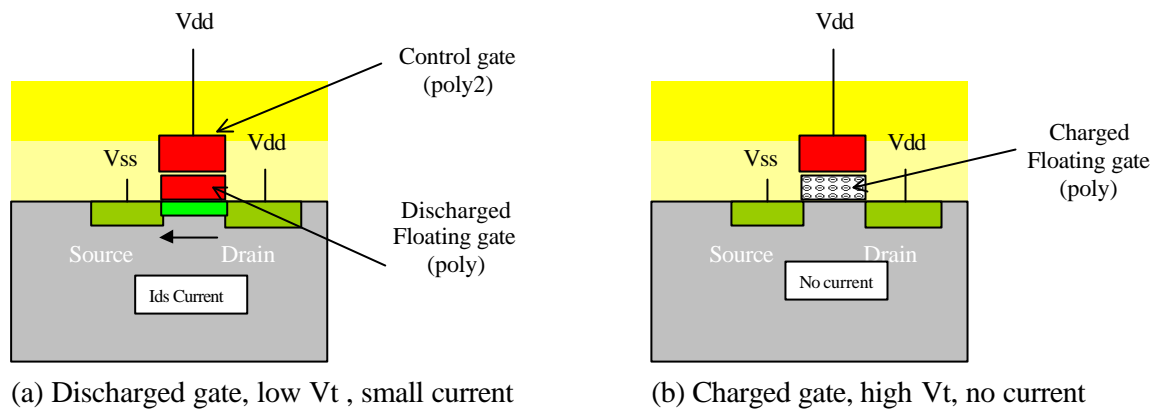 Vdd
Control gate
(poly2)
Vdd
Vss
Discharged
Floating gate
(poly)
Source
Drain
Ids Current
(a) Discharged gate, low Vt , small current
Vdd
Charged
Floating gate
(poly)
Vss
Vdd
Source
Drain
No current
(b) Charged gate, high Vt, no current